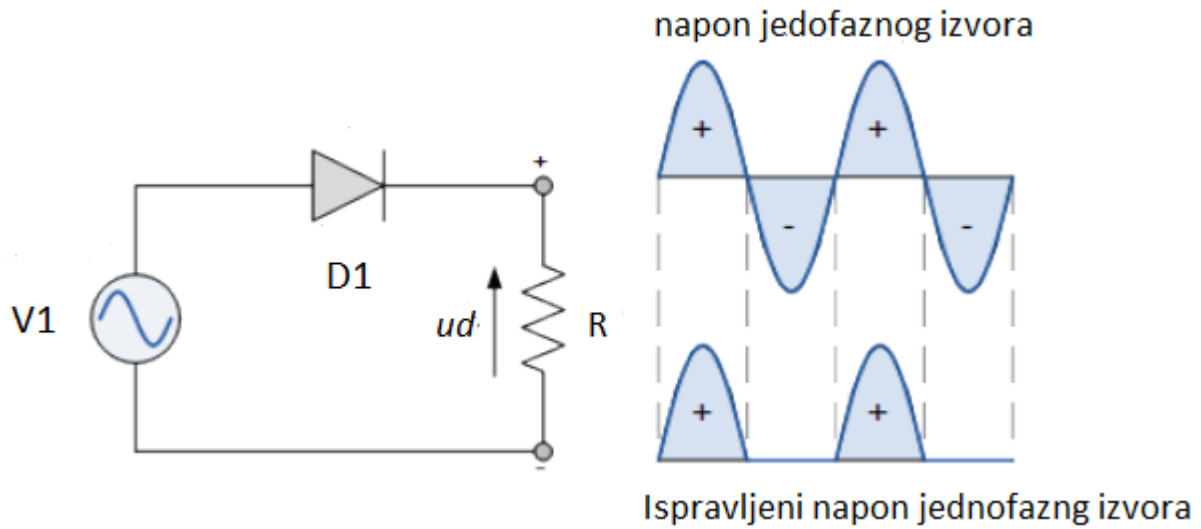 napon jedofaznog izvora
+ +
- -
+
D1
V1
ud
R
-
+ +
Ispravljeni napon jednofazng izvora